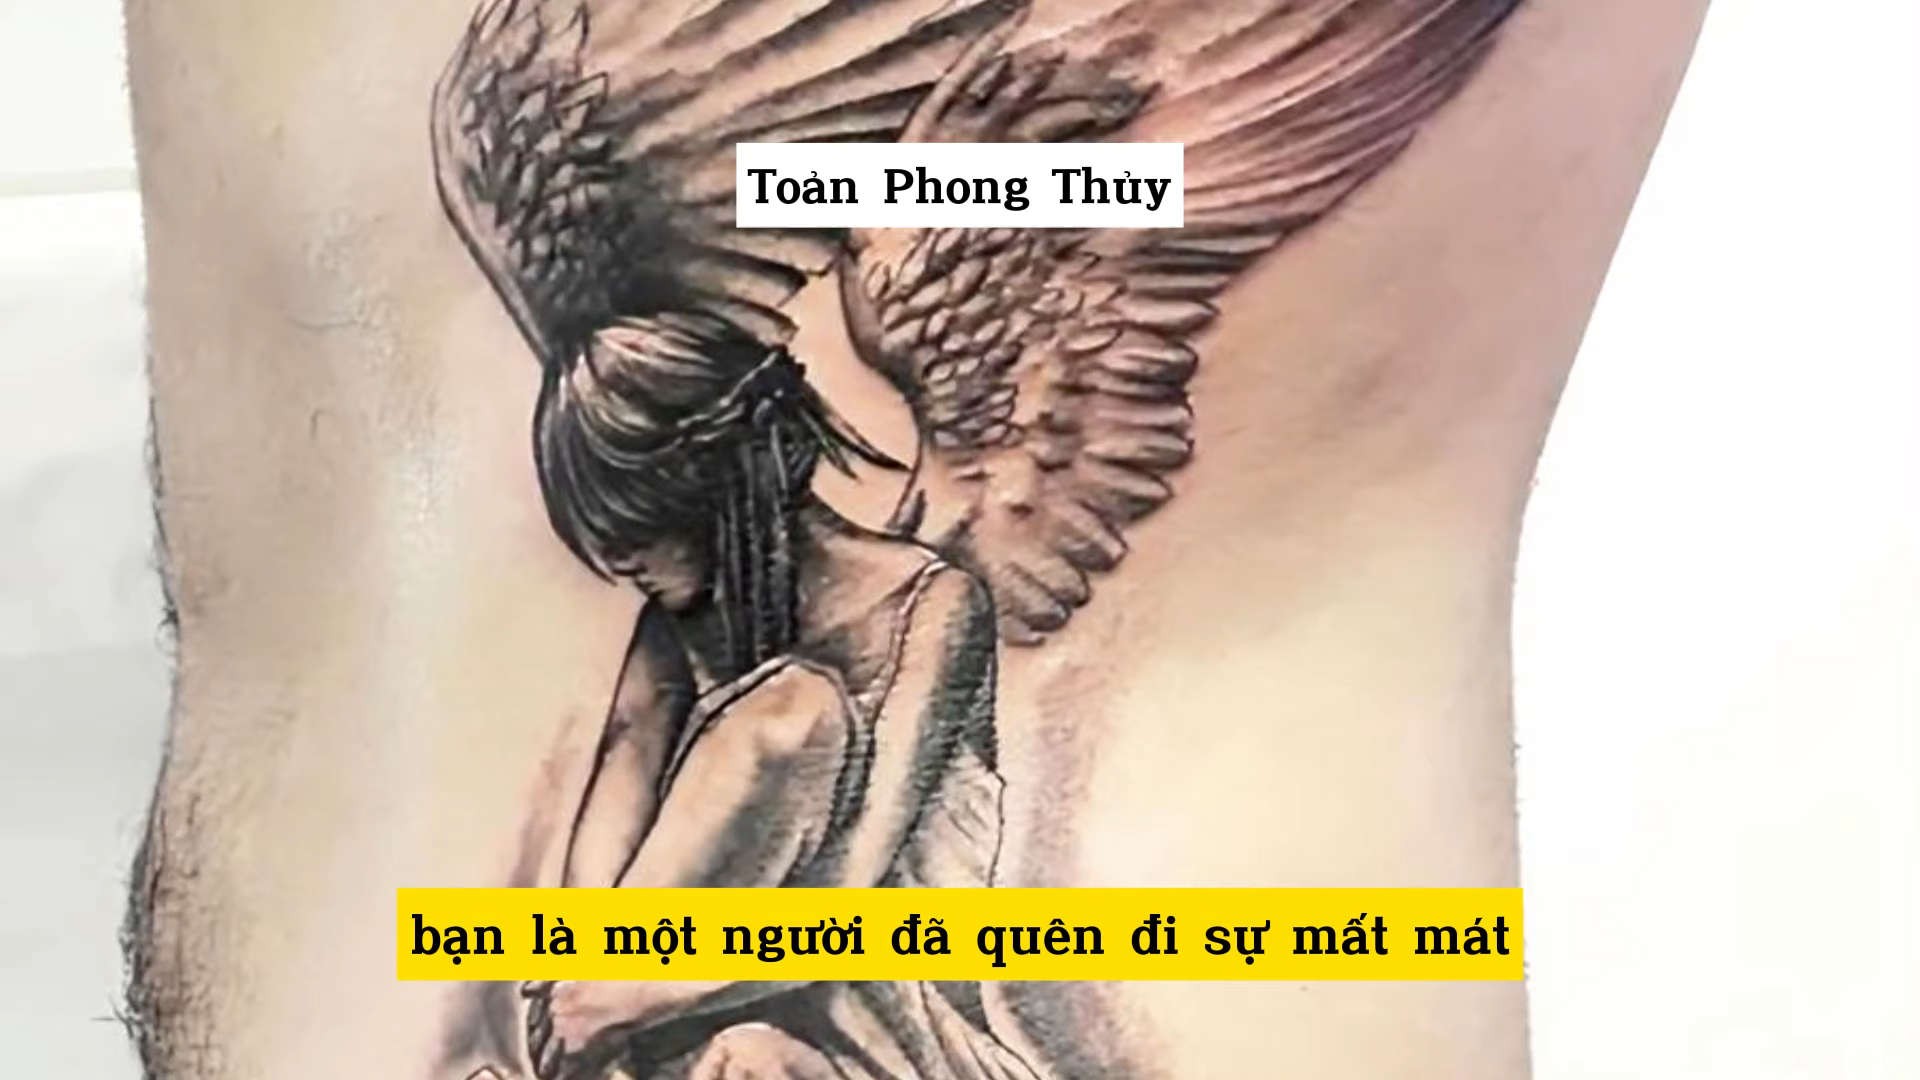 Toản Phong Thủy
bạn là một người đã quên đi sự mất mát